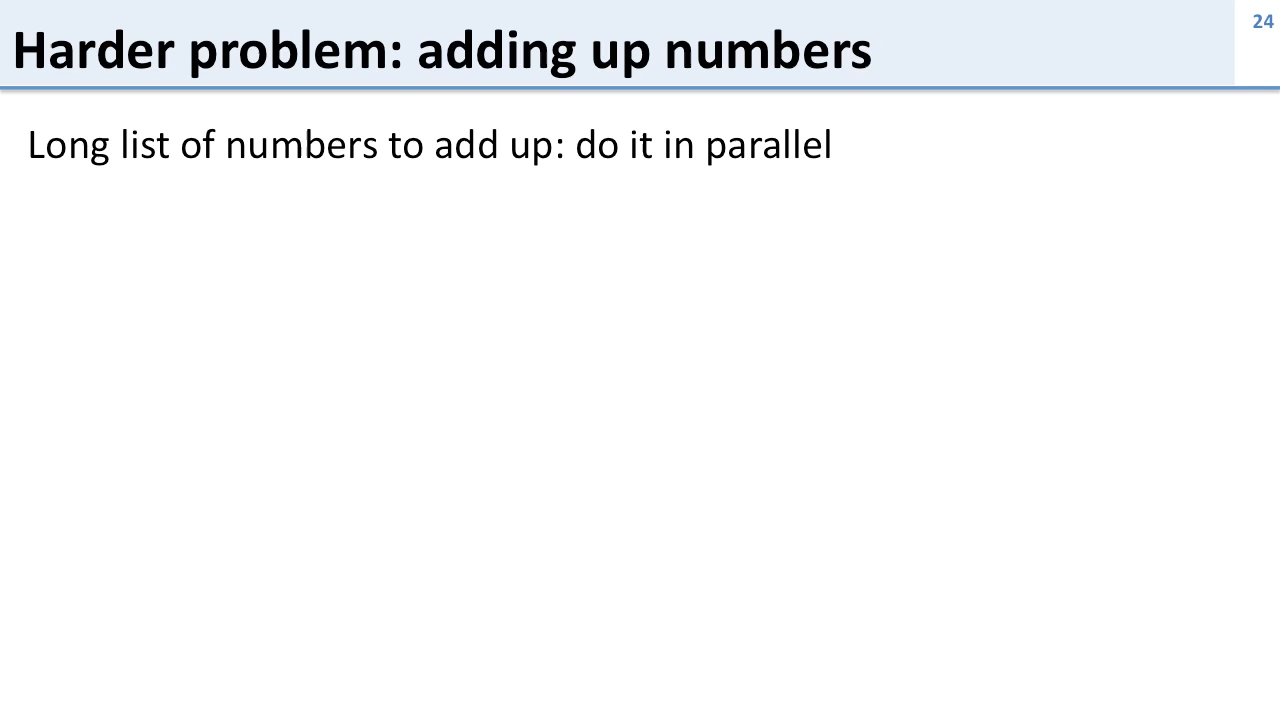 Harder problem: adding up numbers
24
Long list of numbers to add up: do it in parallel